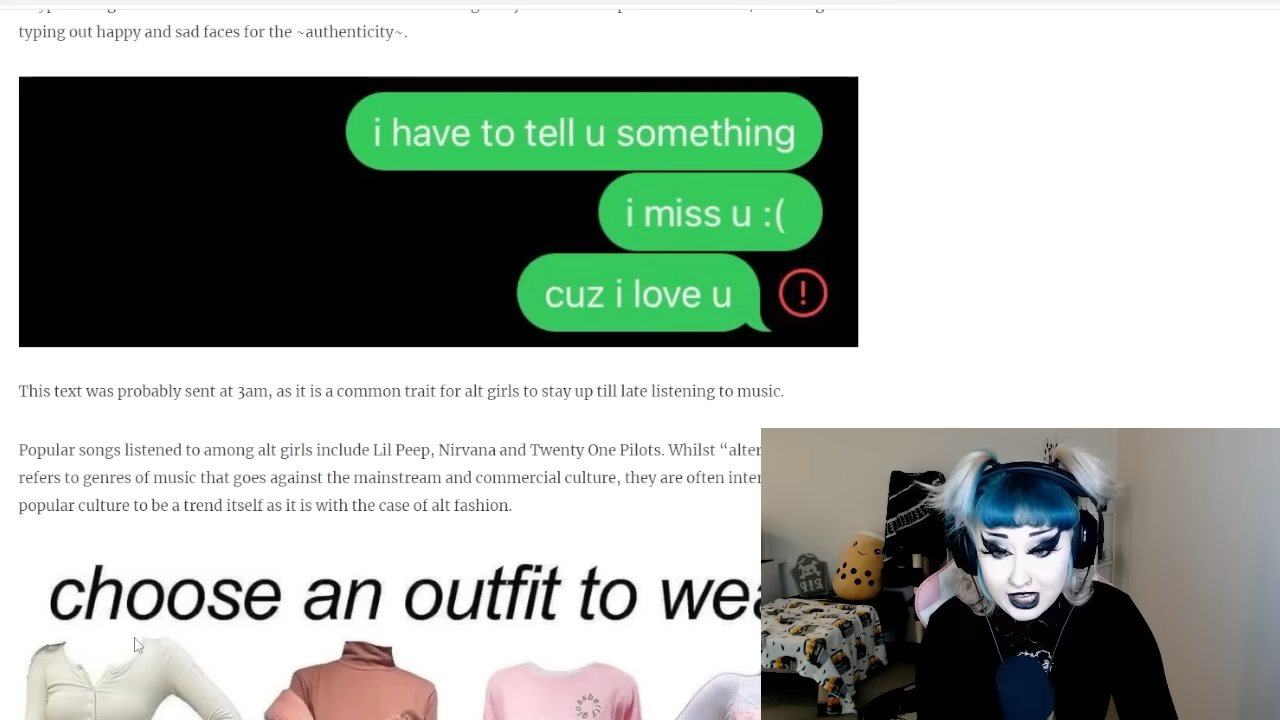 typing out happy and sad faces for the ~authenticity~.
i have to tell u something
i miss u :(
cuz i love u
!
This text was probably sent at 3am, as it is a common trait for alt girls to stay up till late listening to music.
Popular songs listened to among alt girls include Lil Peep, Nirvana and Twenty One Pilots. Whilst “alter
refers to genres of music that goes against the mainstream and commercial culture, they are often inter
popular culture to be a trend itself as it is with the case of alt fashion.
choose an outfit to wea
RIP